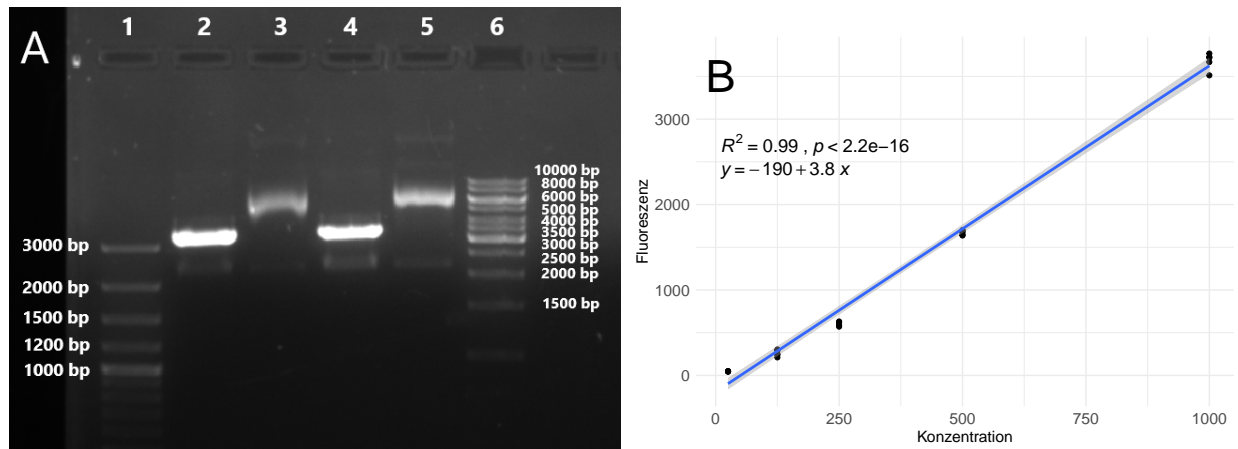 A
1 2 3 4 5 6
3000 bp
2000 bp
1500 bp
1200 bp
1000 bp
10000 bp
8000 bp
6000 bp
5000 bp
4000 bp
3500 bp
3000 bp
2500 bp
2000 bp
1500 bp
B
R² = 0.99 , p < 2.2e−16
y = − 190 + 3.8 x
Fluoreszenz
3000
2000
1000
0
0 250 500 750 1000
Konzentration